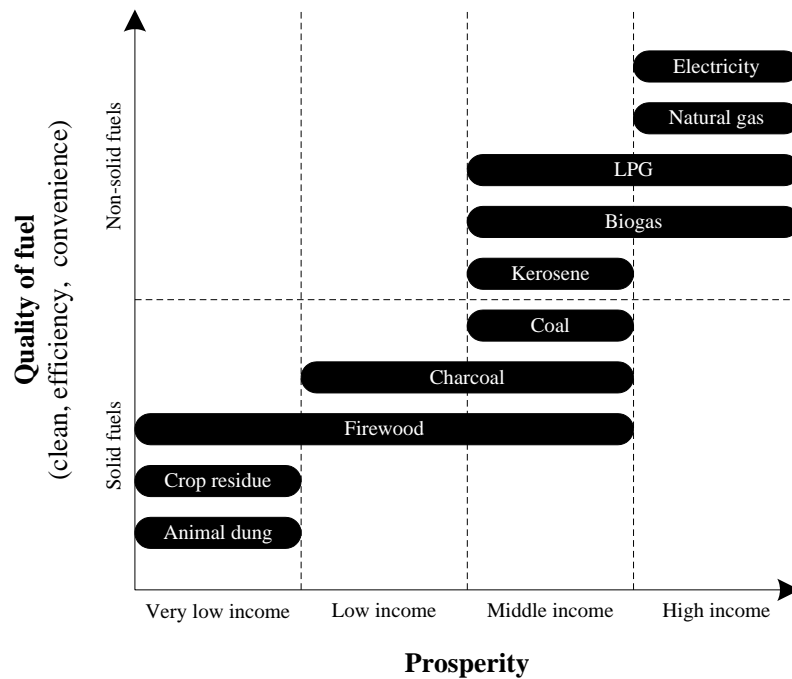 Electricity
Natural gas
LPG
Biogas
Kerosene
Coal
Charcoal
Firewood
Crop residue
Animal dung
Non-solid fuels
Solid fuels
Quality of fuel
(clean, efficiency, convenience)
Very low income
Low income
Middle income
High income
Prosperity